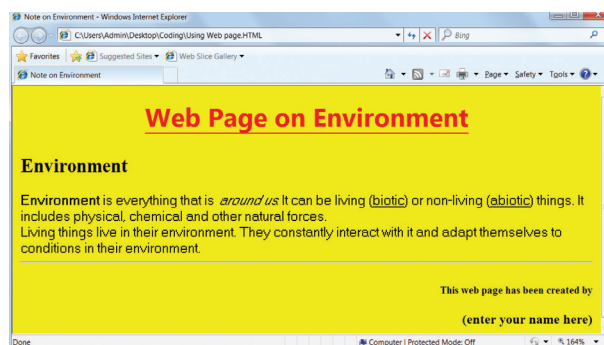 Note on Environment - Windows Internet Explorer
C:\Users\Admin\Desktop\Coding\Using Web page.HTML
Bing
Favorites Suggested Sites Web Slice Gallery
Note on Environment
Page Safety Tools
Web Page on Environment
Environment
Environment is everything that is around us. It can be living (biotic) or non-living (abiotic) things. It
includes physical, chemical and other natural forces.
Living things live in their environment. They constantly interact with it and adapt themselves to
conditions in their environment.
This web page has been created by
(enter your name here)
Done
Computer | Protected Mode: Off
164%